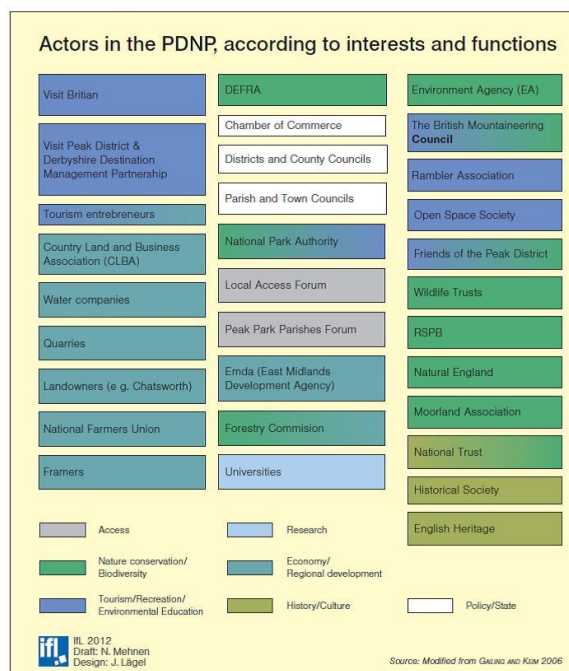 Actors in the PDNP, according to interests and functions
Visit Britian
Visit Peak District &
Derbyshire Destination
Management Partnership
Tourism entrebreneurs
Country Land and Business
Association (CLBA)
Water companies
Quarries
Landowners (e g. Chatsworth)
National Farmers Union
Framers
DEFRA
Chamber of Commerce
Districts and County Councils
Parish and Town Councils
National Park Authority
Local Access Forum
Peak Park Parishes Forum
Emda (East Midlands
Development Agency)
Forestry Commision
Universities
Environment Agency (EA)
The British Mountaineering
Council
Rambler Association
Open Space Society
Friends of the Peak District
Wildlife Trusts
RSPB
Natural England
Moorland Association
National Trust
Historical Society
English Heritage
Access
Nature conservation/
Biodiversity
Tourism/Recreation/
Environmental Education
Research
Economy/
Regional development
History/Culture
Policy/State
ifl
IfL 2012
Draft: N. Mehnen
Design: J. Lägel
Source: Modified from GAILING AND KEIM 2006